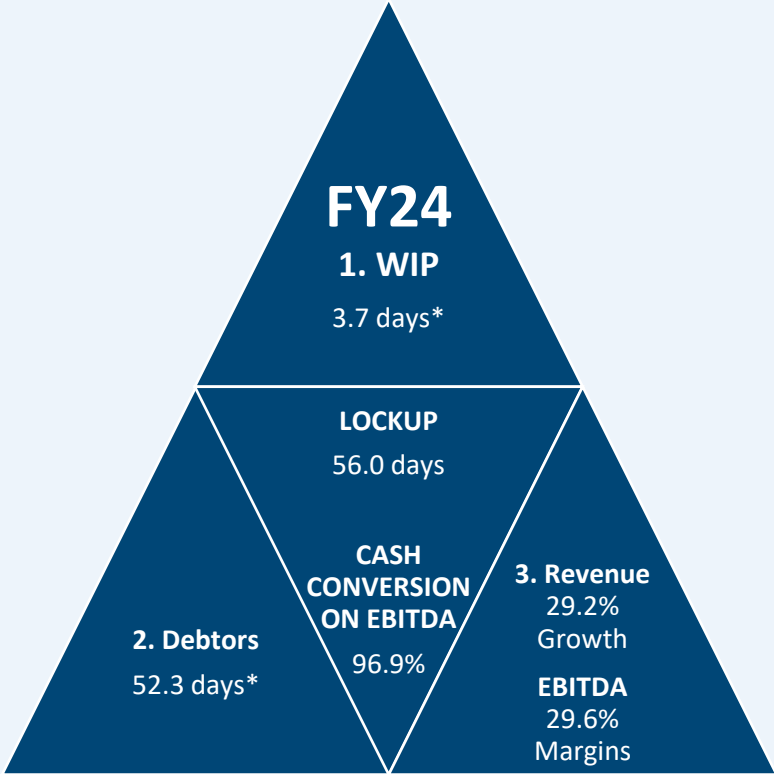 FY24
1. WIP
3.7 days*
LOCKUP
56.0 days
CASH
CONVERSION
ON EBITDA
96.9%
2. Debtors
52.3 days*
3. Revenue
29.2%
Growth
EBITDA
29.6%
Margins